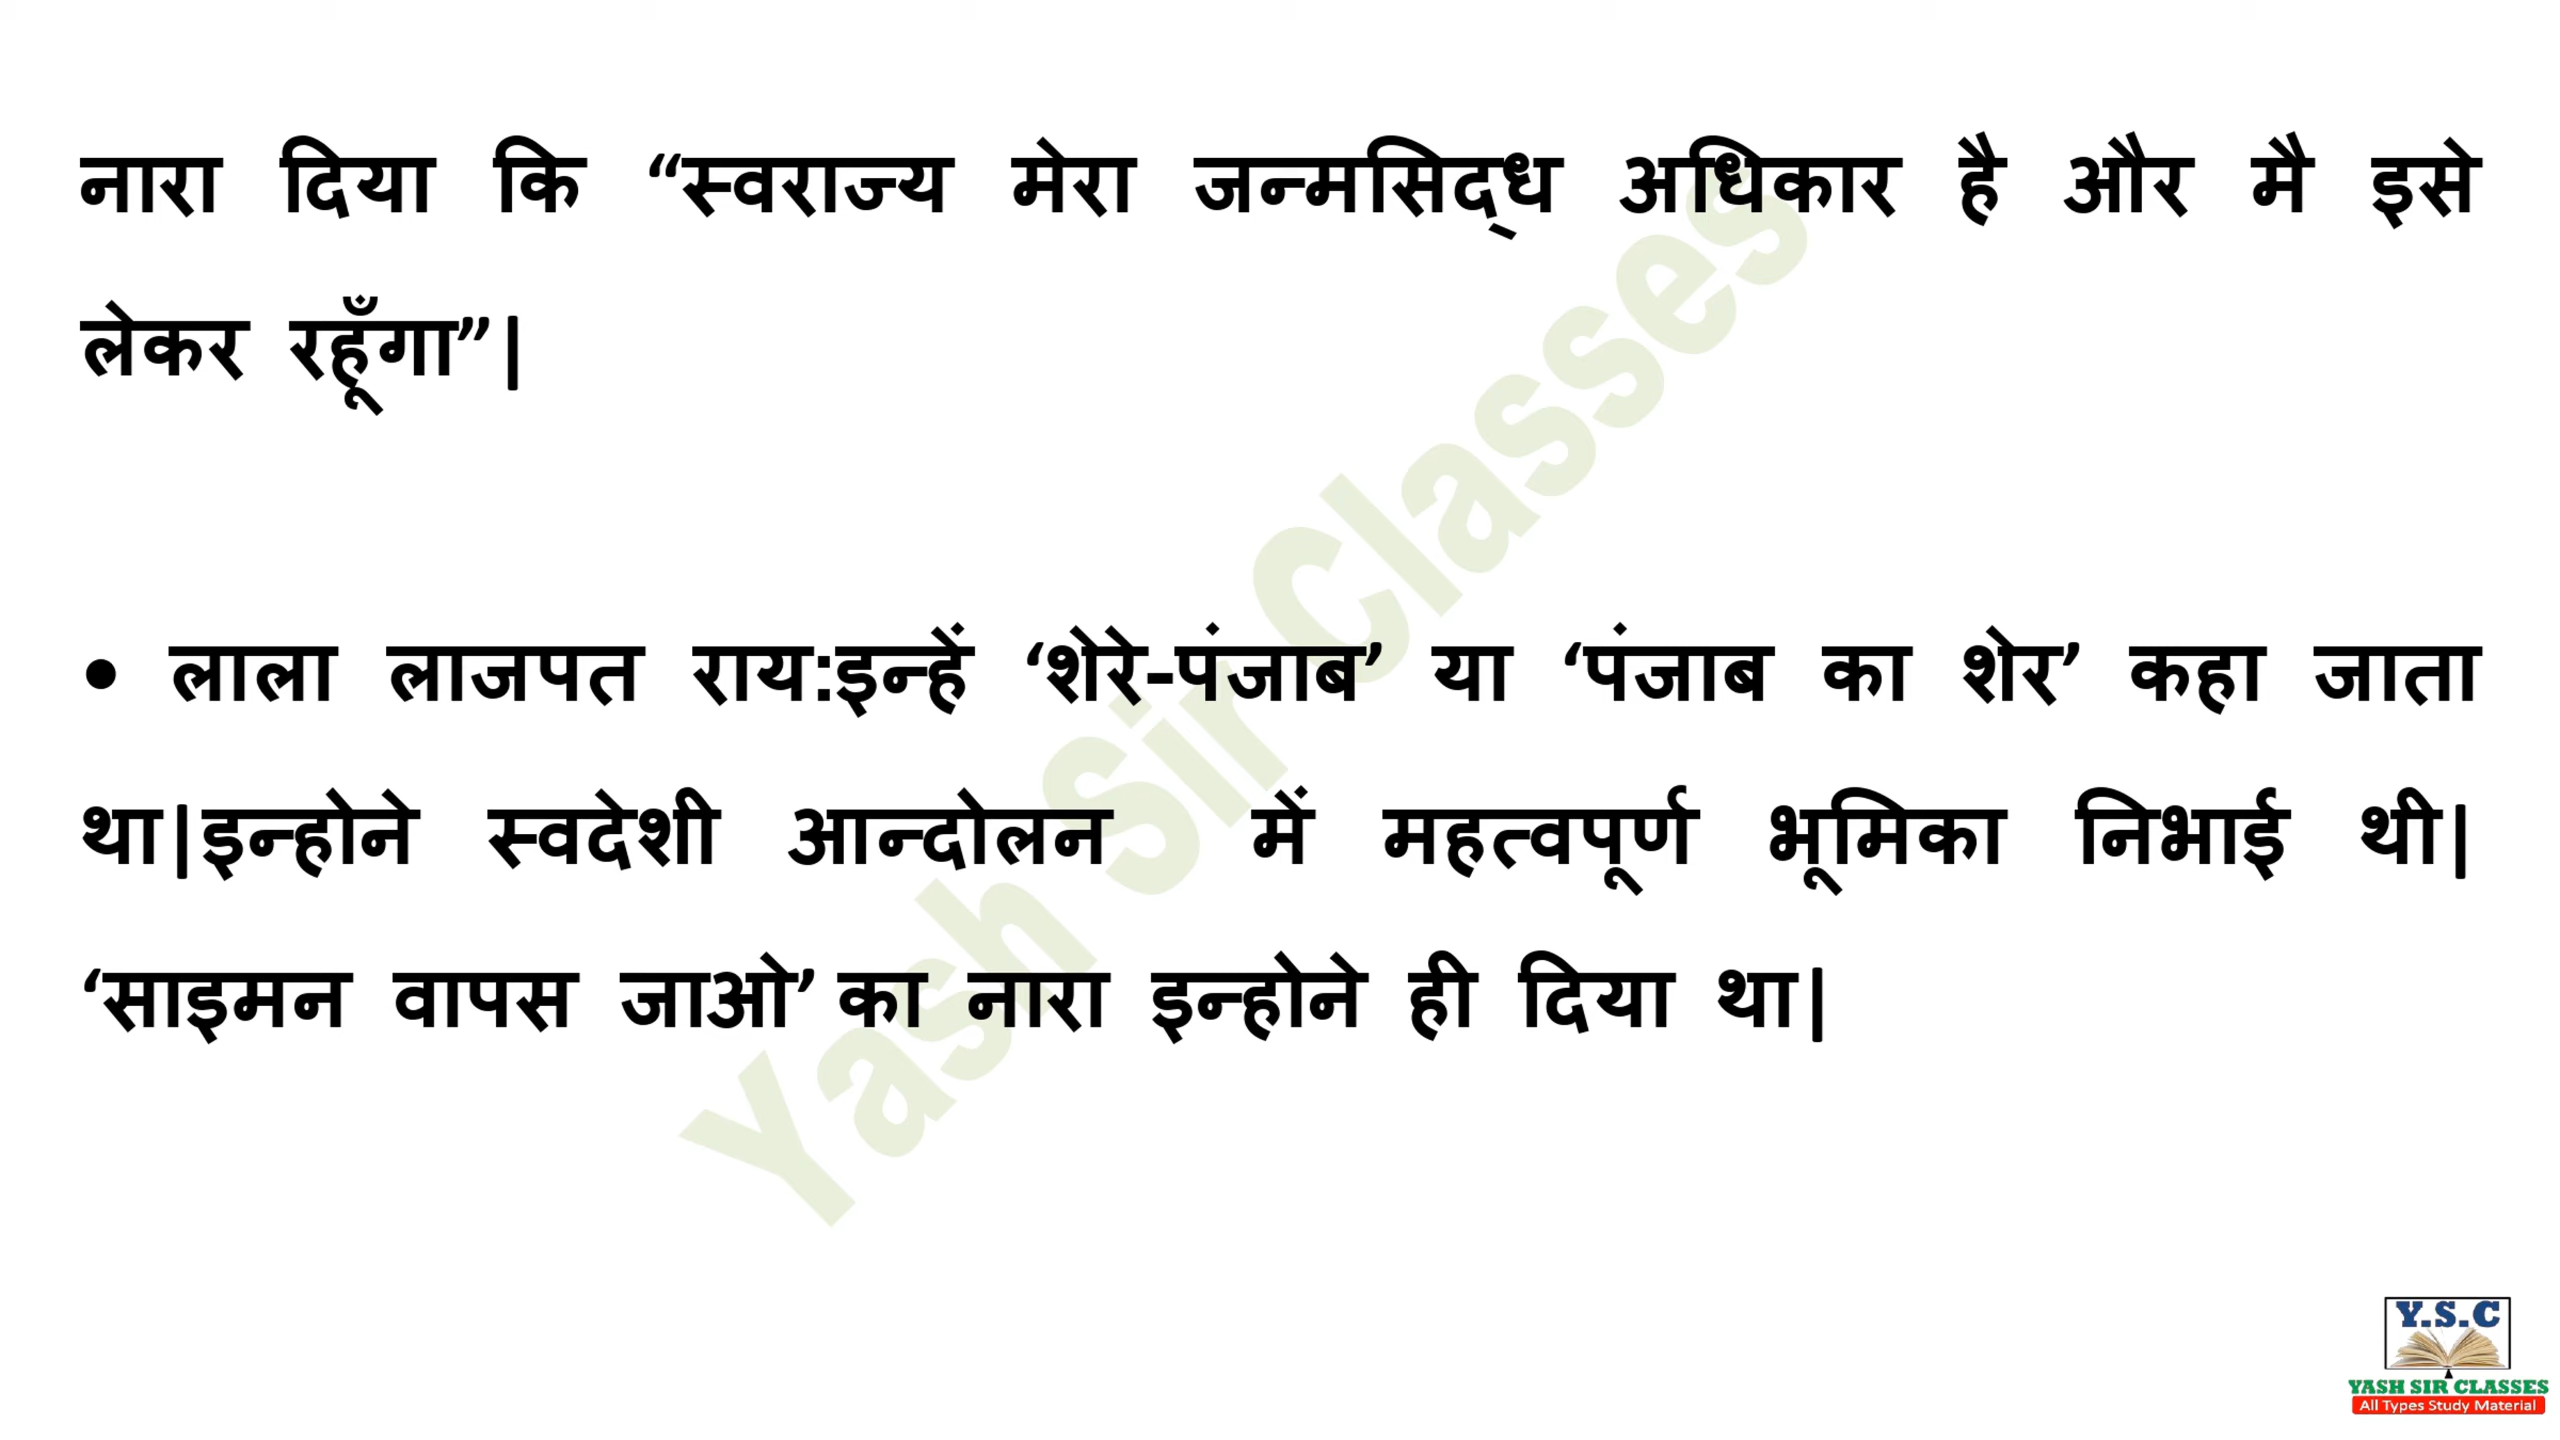 नारा दिया कि “स्वराज्य मेरा जन्मसिद्ध अधिकार है और मै इसे
लेकर रहूँगा”|
• लाला लाजपत राय:इन्हें ‘शेरे-पंजाब’ या ‘पंजाब का शेर’ कहा जाता
था|इन्होने स्वदेशी आन्दोलन में महत्वपूर्ण भूमिका निभाई थी|
‘साइमन वापस जाओ’ का नारा इन्होने ही दिया था|
Yash Sir Classes
Y.S.C
YASH SIR CLASSES
All Types Study Material